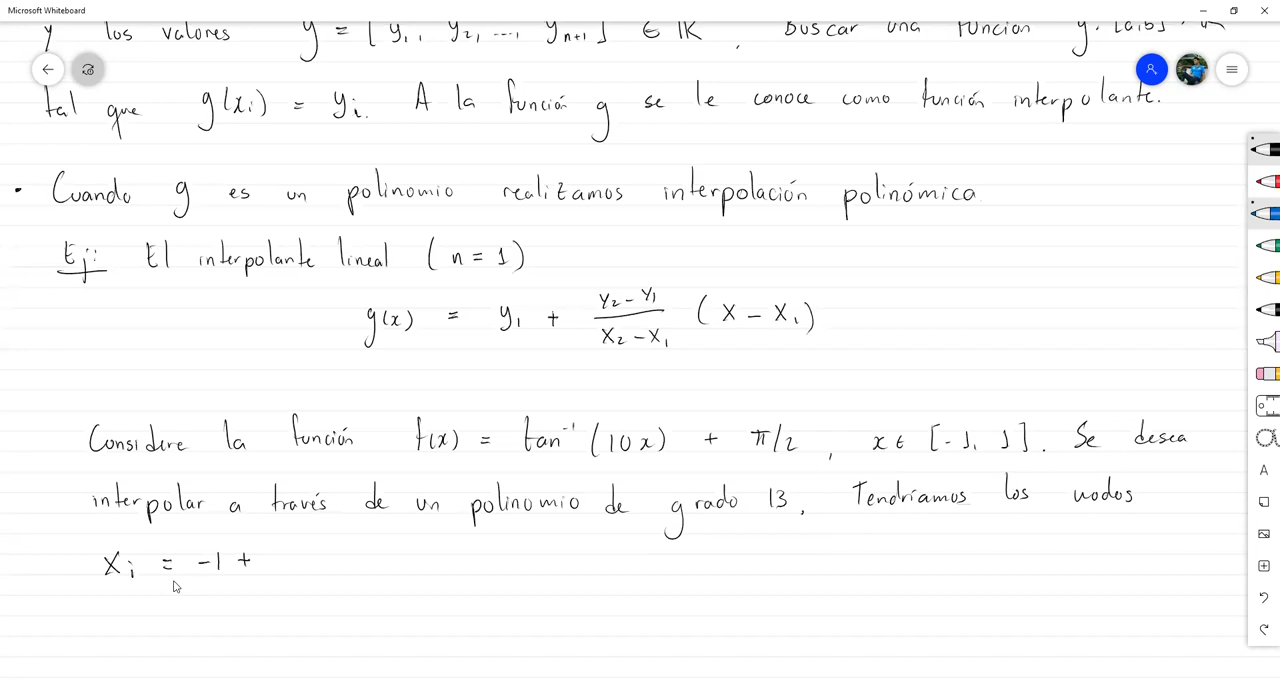 Microsoft Whiteboard
y los valores y = [ y₁, y₂, ..., yₙ₊₁ ] ∈ ℝ, buscar una función g: [a,b]
tal que g(xᵢ) = yᵢ. A la función g se le conoce como función interpolante.
• Cuando g es un polinomio realizamos interpolación polinómica.
Ej: El interpolante lineal (n = 1)
g(x) = y₁ + (y₂ - y₁)/(x₂ - x₁) (x - x₁)
Considere la función f(x) = tan⁻¹(10x) + π/2, x ∈ [-1, 1]. Se desea
interpolar a través de un polinomio de grado 13. Tendríamos los nodos
xᵢ = -1 +
A